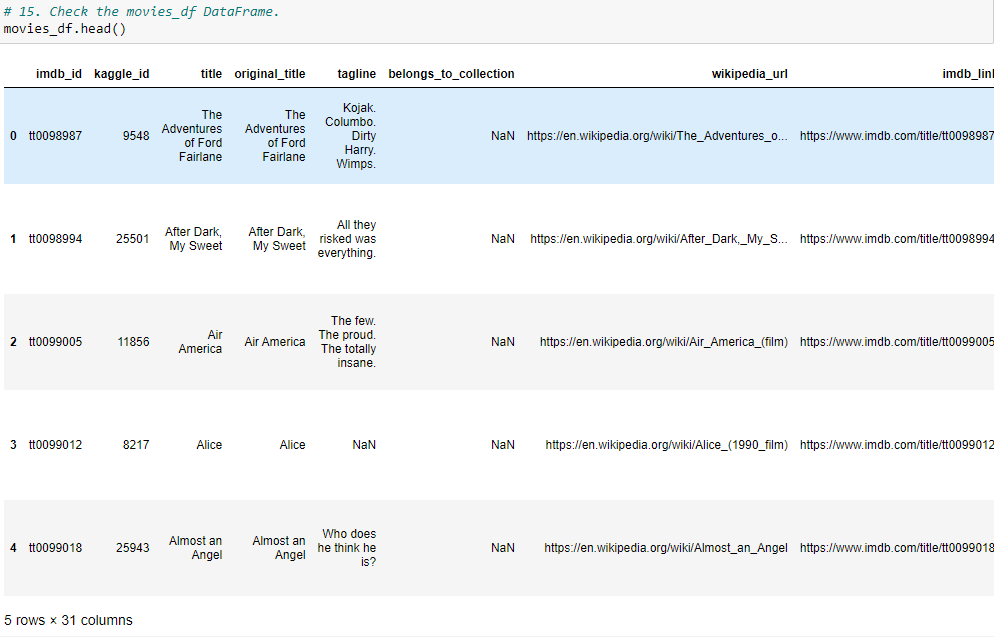 # 15. Check the movies_df DataFrame.
movies_df.head()
imdb_id kaggle_id title original_title tagline belongs_to_collection wikipedia_url imdb_lin
0 tt0098987 9548 The Adventures of Ford Fairlane The Adventures of Ford Fairlane Kojak. Columbo. Dirty Harry. Wimps. NaN https://en.wikipedia.org/wiki/The_Adventures_o... https://www.imdb.com/title/tt0098987
1 tt0098994 25501 After Dark, My Sweet After Dark, My Sweet All they risked was everything. NaN https://en.wikipedia.org/wiki/After_Dark,_My_S... https://www.imdb.com/title/tt0098994
2 tt0099005 11856 Air America Air America The few. The proud. The totally insane. NaN https://en.wikipedia.org/wiki/Air_America_(film) https://www.imdb.com/title/tt0099005
3 tt0099012 8217 Alice Alice NaN NaN https://en.wikipedia.org/wiki/Alice_(1990_film) https://www.imdb.com/title/tt0099012
4 tt0099018 25943 Almost an Angel Almost an Angel Who does he think he is? NaN https://en.wikipedia.org/wiki/Almost_an_Angel https://www.imdb.com/title/tt0099018
5 rows × 31 columns